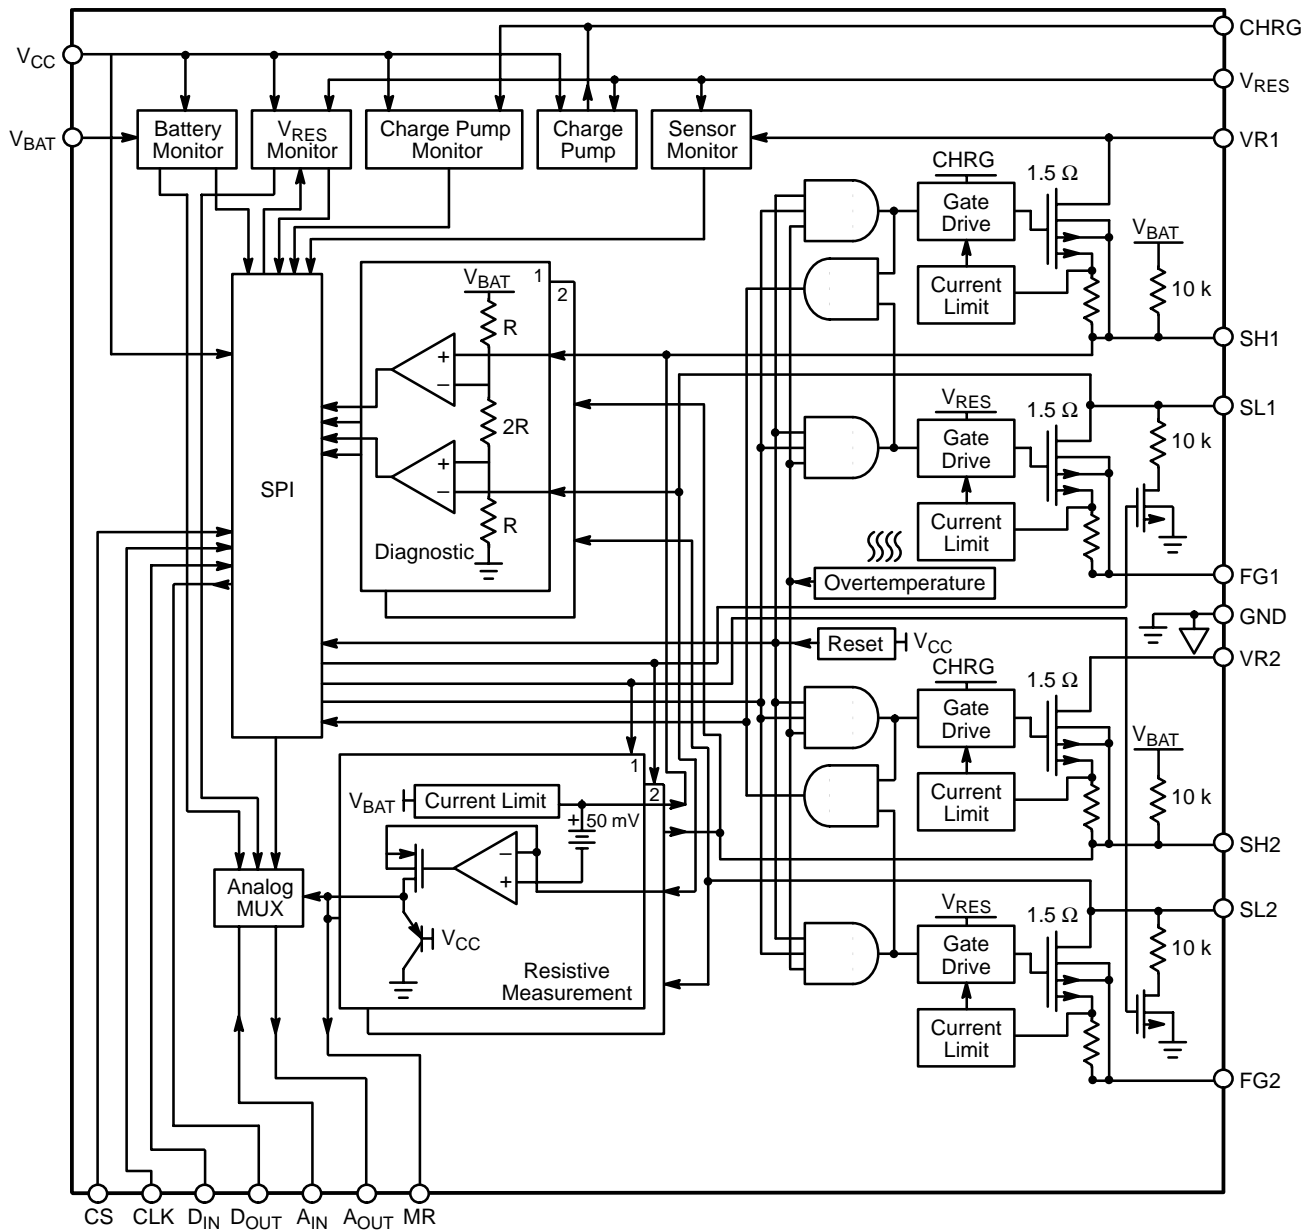 CHRG
VCC
VRES
VBAT
Battery
Monitor
VRES
Monitor
Charge Pump
Monitor
Charge
Pump
Sensor
Monitor
VR1
CHRG
Gate
Drive
1.5 Ω
VBAT
Current
Limit
10 k
SH1
SPI
VBAT
1
2
R
+
–
2R
+
–
R
Diagnostic
VRES
Gate
Drive
1.5 Ω
SL1
10 k
Current
Limit
Overtemperature
FG1
GND
Reset
VCC
VR2
CHRG
Gate
Drive
1.5 Ω
VBAT
Current
Limit
10 k
SH2
1
2
VBAT
Current Limit
+
50 mV
–
+
VCC
Resistive
Measurement
Analog
MUX
VRES
Gate
Drive
1.5 Ω
SL2
10 k
Current
Limit
FG2
CS
CLK
DIN
DOUT
AIN
AOUT
MR